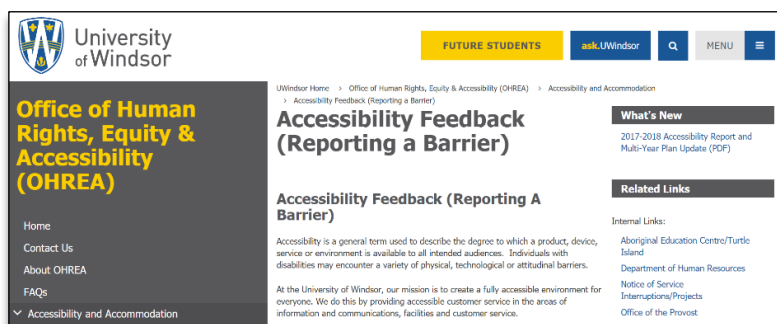 University
of Windsor
FUTURE STUDENTS
ask.UWindsor
MENU
Office of Human
Rights, Equity &
Accessibility
(OHREA)
Home
Contact Us
About OHREA
FAQs
Accessibility and Accommodation
UWindsor Home > Office of Human Rights, Equity & Accessibility (OHREA) > Accessibility and Accommodation
> Accessibility Feedback (Reporting a Barrier)
Accessibility Feedback
(Reporting a Barrier)
Accessibility Feedback (Reporting A
Barrier)
Accessibility is a general term used to describe the degree to which a product, device,
service or environment is available to all intended audiences. Individuals with
disabilities may encounter a variety of physical, technological or attitudinal barriers.
At the University of Windsor, our mission is to create a fully accessible environment for
everyone. We do this by providing accessible customer service in the areas of
information and communications, facilities and customer service.
What's New
2017-2018 Accessibility Report and
Multi-Year Plan Update (PDF)
Related Links
Internal Links:
Aboriginal Education Centre/Turtle
Island
Department of Human Resources
Notice of Service
Interruptions/Projects
Office of the Provost